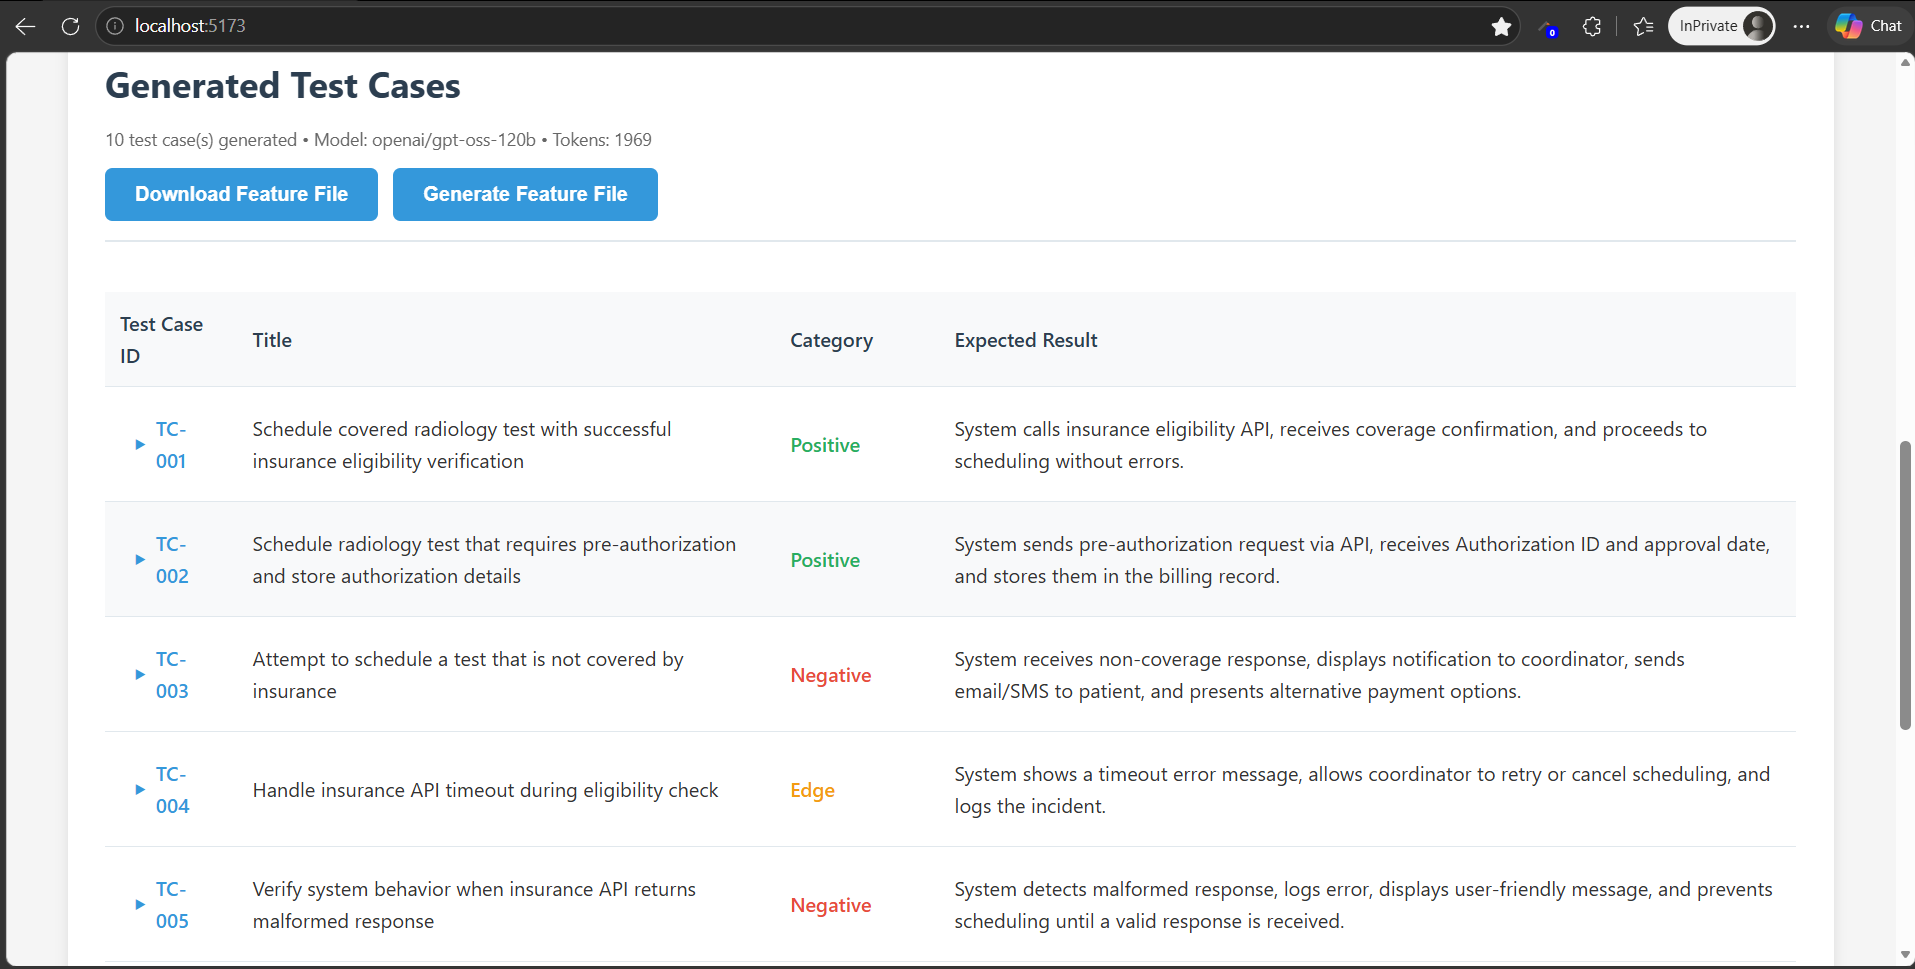 localhost:5173
0
InPrivate
Chat
Generated Test Cases
10 test case(s) generated • Model: openai/gpt-oss-120b • Tokens: 1969
Download Feature File
Generate Feature File
Test Case
ID
Title
Category
Expected Result
TC-
001
Schedule covered radiology test with successful
insurance eligibility verification
Positive
System calls insurance eligibility API, receives coverage confirmation, and proceeds to
scheduling without errors.
TC-
002
Schedule radiology test that requires pre-authorization
and store authorization details
Positive
System sends pre-authorization request via API, receives Authorization ID and approval date,
and stores them in the billing record.
TC-
003
Attempt to schedule a test that is not covered by
insurance
Negative
System receives non-coverage response, displays notification to coordinator, sends
email/SMS to patient, and presents alternative payment options.
TC-
004
Handle insurance API timeout during eligibility check
Edge
System shows a timeout error message, allows coordinator to retry or cancel scheduling, and
logs the incident.
TC-
005
Verify system behavior when insurance API returns
malformed response
Negative
System detects malformed response, logs error, displays user-friendly message, and prevents
scheduling until a valid response is received.